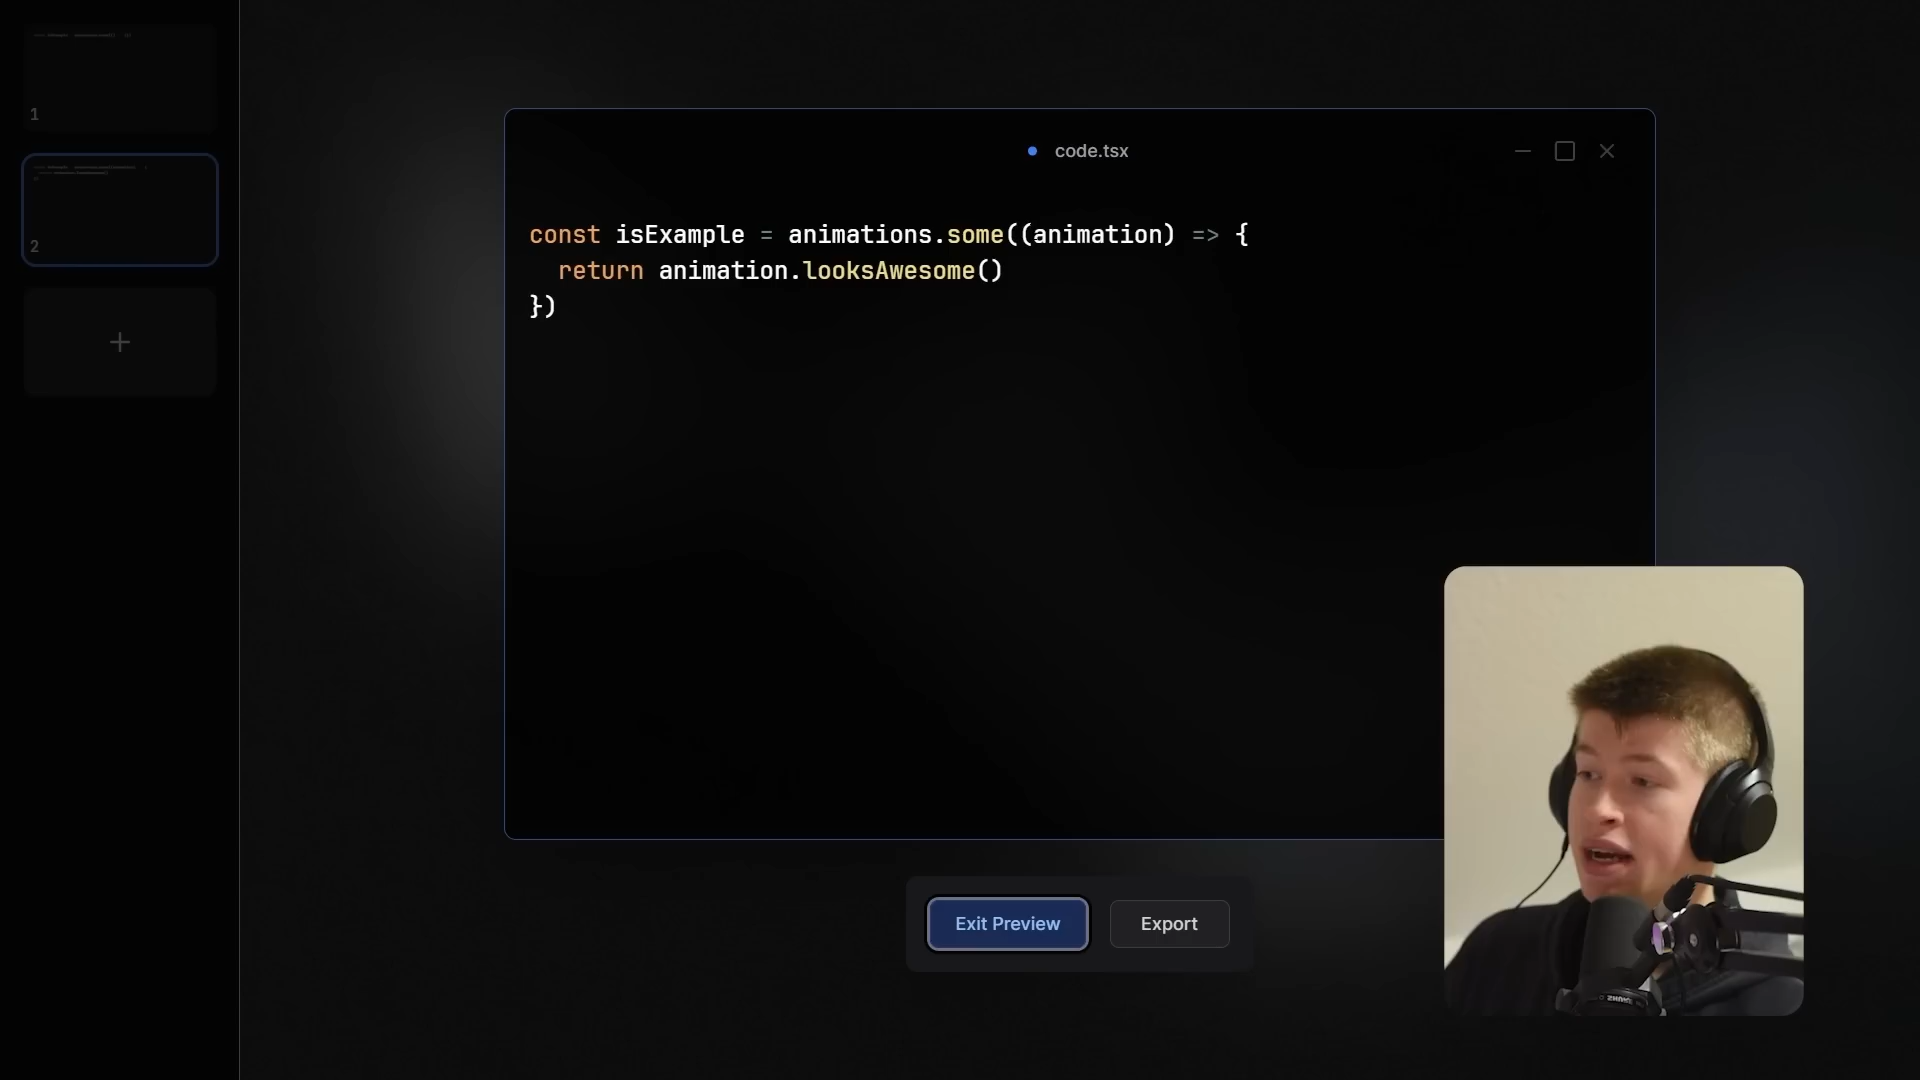 1
2
code.tsx
const isExample = animations.some((animation) => {
return animation.looksAwesome()
})
Exit Preview
Export